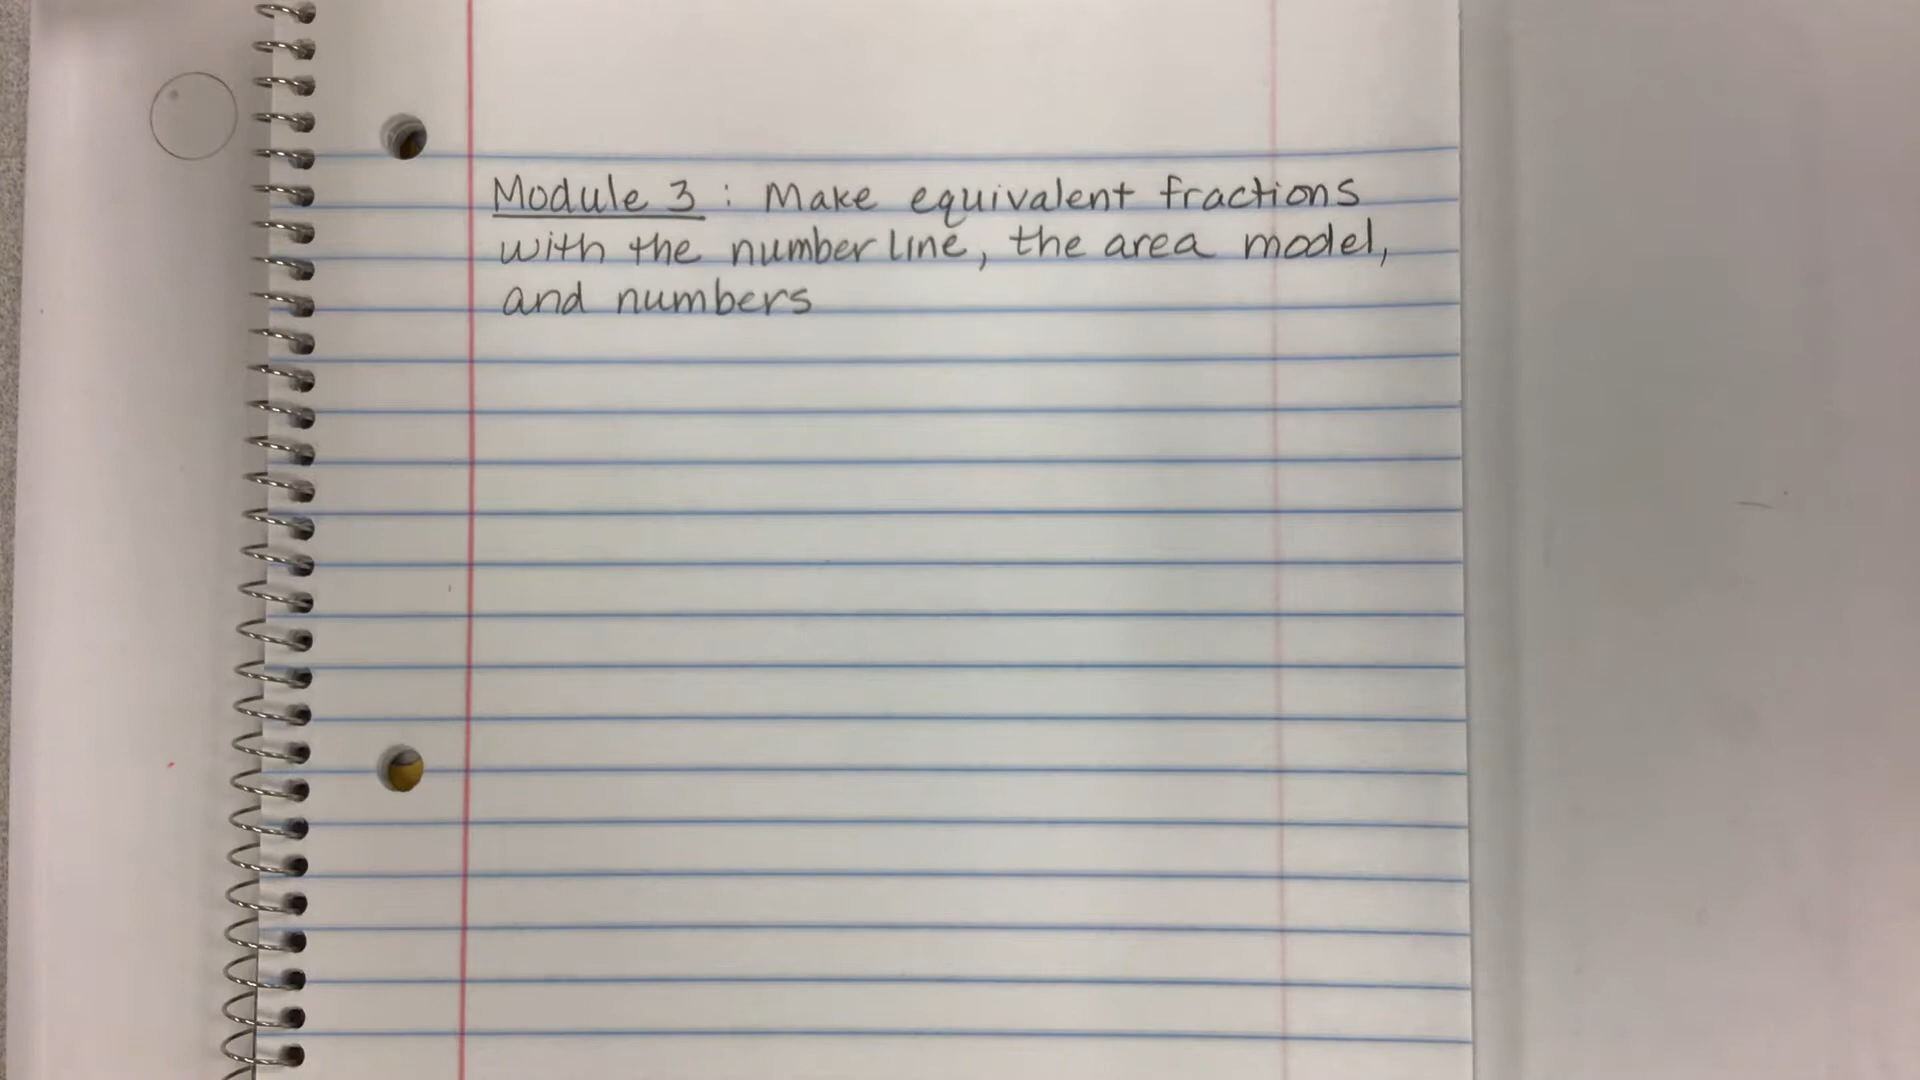 Module 3 : Make equivalent fractions
with the number line, the area model,
and numbers